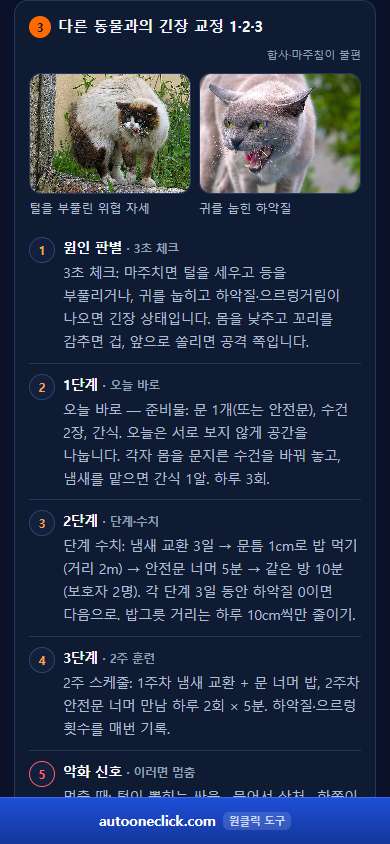 3 다른 동물과의 긴장 교정 1·2·3
합사·마주침이 불편
털을 부풀린 위협 자세
귀를 눕힌 하악질
1 원인 판별 · 3초 체크
3초 체크: 마주치면 털을 세우고 등을
부풀리거나, 귀를 눕히고 하악질·으르렁거림이
나오면 긴장 상태입니다. 몸을 낮추고 꼬리를
감추면 겁, 앞으로 쏠리면 공격 쪽입니다.
2 1단계 · 오늘 바로
오늘 바로 — 준비물: 문 1개(또는 안전문), 수건
2장, 간식. 오늘은 서로 보지 않게 공간을
나눕니다. 각자 몸을 문지른 수건을 바꿔 놓고,
냄새를 맡으면 간식 1알. 하루 3회.
3 2단계 · 단계·수치
단계 수치: 냄새 교환 3일 → 문틈 1cm로 밥 먹기
(거리 2m) → 안전문 너머 5분 → 같은 방 10분
(보호자 2명). 각 단계 3일 동안 하악질 0이면
다음으로. 밥그릇 거리는 하루 10cm씩만 줄이기.
4 3단계 · 2주 훈련
2주 스케줄: 1주차 냄새 교환 + 문 너머 밥, 2주차
안전문 너머 만남 하루 2회 × 5분. 하악질·으르렁
횟수를 매번 기록.
5 악화 신호 · 이러면 멈춤
autooneclick.com 원클릭 도구